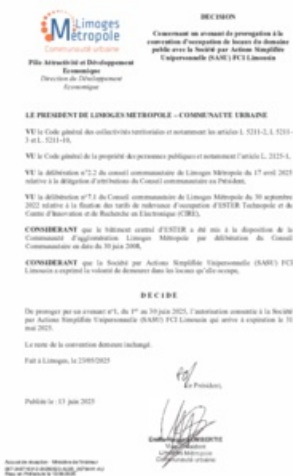 Limoges
Métropole
Communauté urbaine
Pôle Attractivité et Développement
Economique
Direction du Développement
Economique
DECISION
Concernant un avenant de prorogation à la
convention d'occupation de locaux du domaine
public avec la Société par Actions Simplifiée
Unipersonnelle (SASU) FCI Limousin
LE PRESIDENT DE LIMOGES METROPOLE – COMMUNAUTE URBAINE
VU le Code général des collectivités territoriales et notamment les articles L. 5211-2, L. 5211-
VU le Code général de la propriété des personnes publiques et notamment l'article L. 2125-1,
VU la délibération n°2.2 du conseil communautaire de Limoges Métropole du 17 avril 2025
relative à la délégation d'attributions du Conseil communautaire au Président,
VU la délibération n°7.1 du Conseil communautaire de Limoges Métropole du 30 septembre
2022 relative à la fixation des tarifs de redevance d'occupation d'ESTER Technopole et du
Centre d'Innovation et de Recherche en Electronique (CIRE),
CONSIDERANT que le bâtiment central d'ESTER a été mis à la disposition de la
Communauté d'agglomération Limoges Métropole par délibération du Conseil
Communautaire en date du 30 juin 2008,
CONSIDERANT que la Société par Actions Simplifiée Unipersonnelle (SASU) FCI
Limousin a exprimé la volonté de demeurer dans les locaux qu'elle occupe,
DECIDE
De proroger par un avenant n°1, du 1er au 30 juin 2025, l'autorisation consentie à la Société
par Actions Simplifiée Unipersonnelle (SASU) FCI Limousin qui arrive à expiration le 31
mai 2025.
Le reste de la convention demeure inchangé.
Fait à Limoges, le 23/05/2025
Le Président,
Publiée le : 13 juin 2025